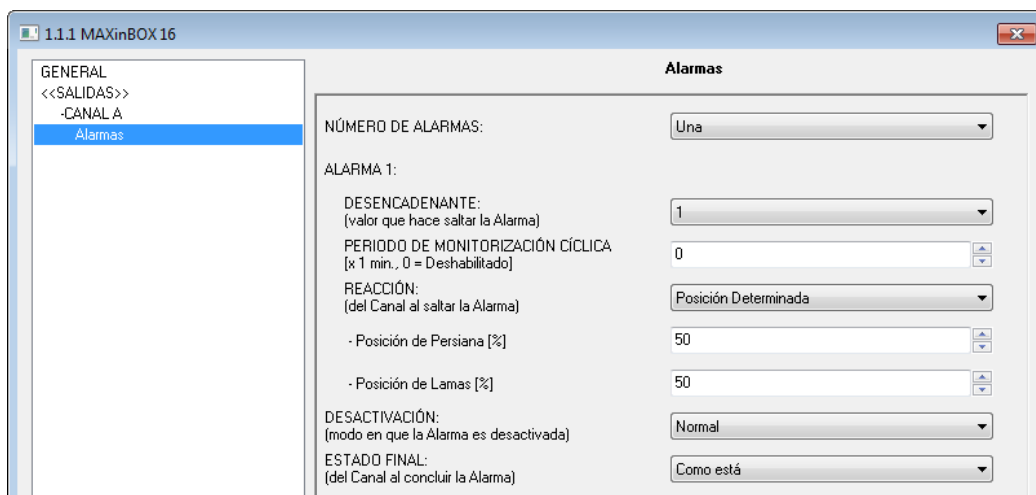 1.1.1 MAXinBOX 16
GENERAL
<<SALIDAS>>
-CANAL A
Alarmas
Alarmas
NÚMERO DE ALARMAS:
Una
ALARMA 1:
DESENCADENANTE:
(valor que hace saltar la Alarma)
1
PERIODO DE MONITORIZACIÓN CÍCLICA
[x 1 min., 0 = Deshabilitado]
0
REACCIÓN:
(del Canal al saltar la Alarma)
Posición Determinada
- Posición de Persiana [%]
50
- Posición de Lamas [%]
50
DESACTIVACIÓN:
(modo en que la Alarma es desactivada)
Normal
ESTADO FINAL:
(del Canal al concluir la Alarma)
Como está